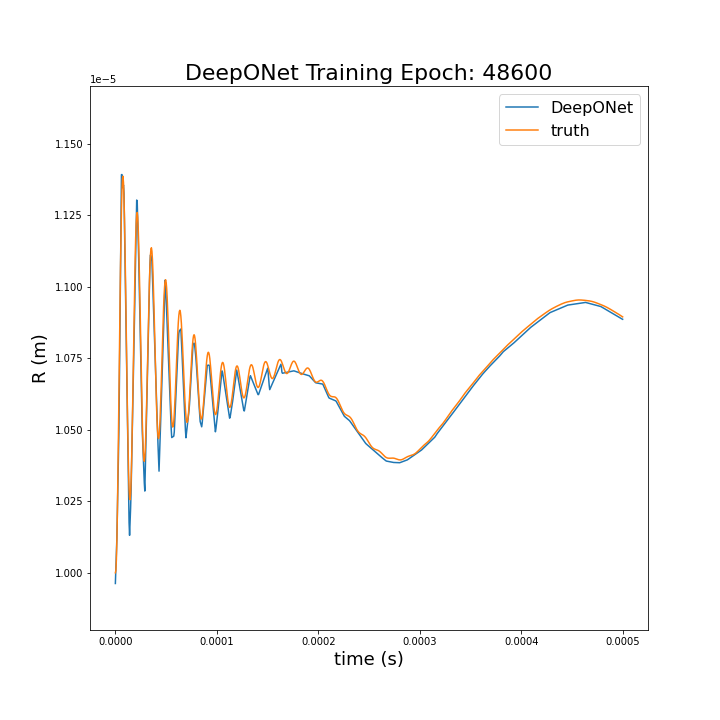 DeepONet Training Epoch: 48600
1e−5
DeepONet
truth
1.150
1.125
1.100
1.075
1.050
1.025
1.000
R (m)
0.0000 0.0001 0.0002 0.0003 0.0004 0.0005
time (s)